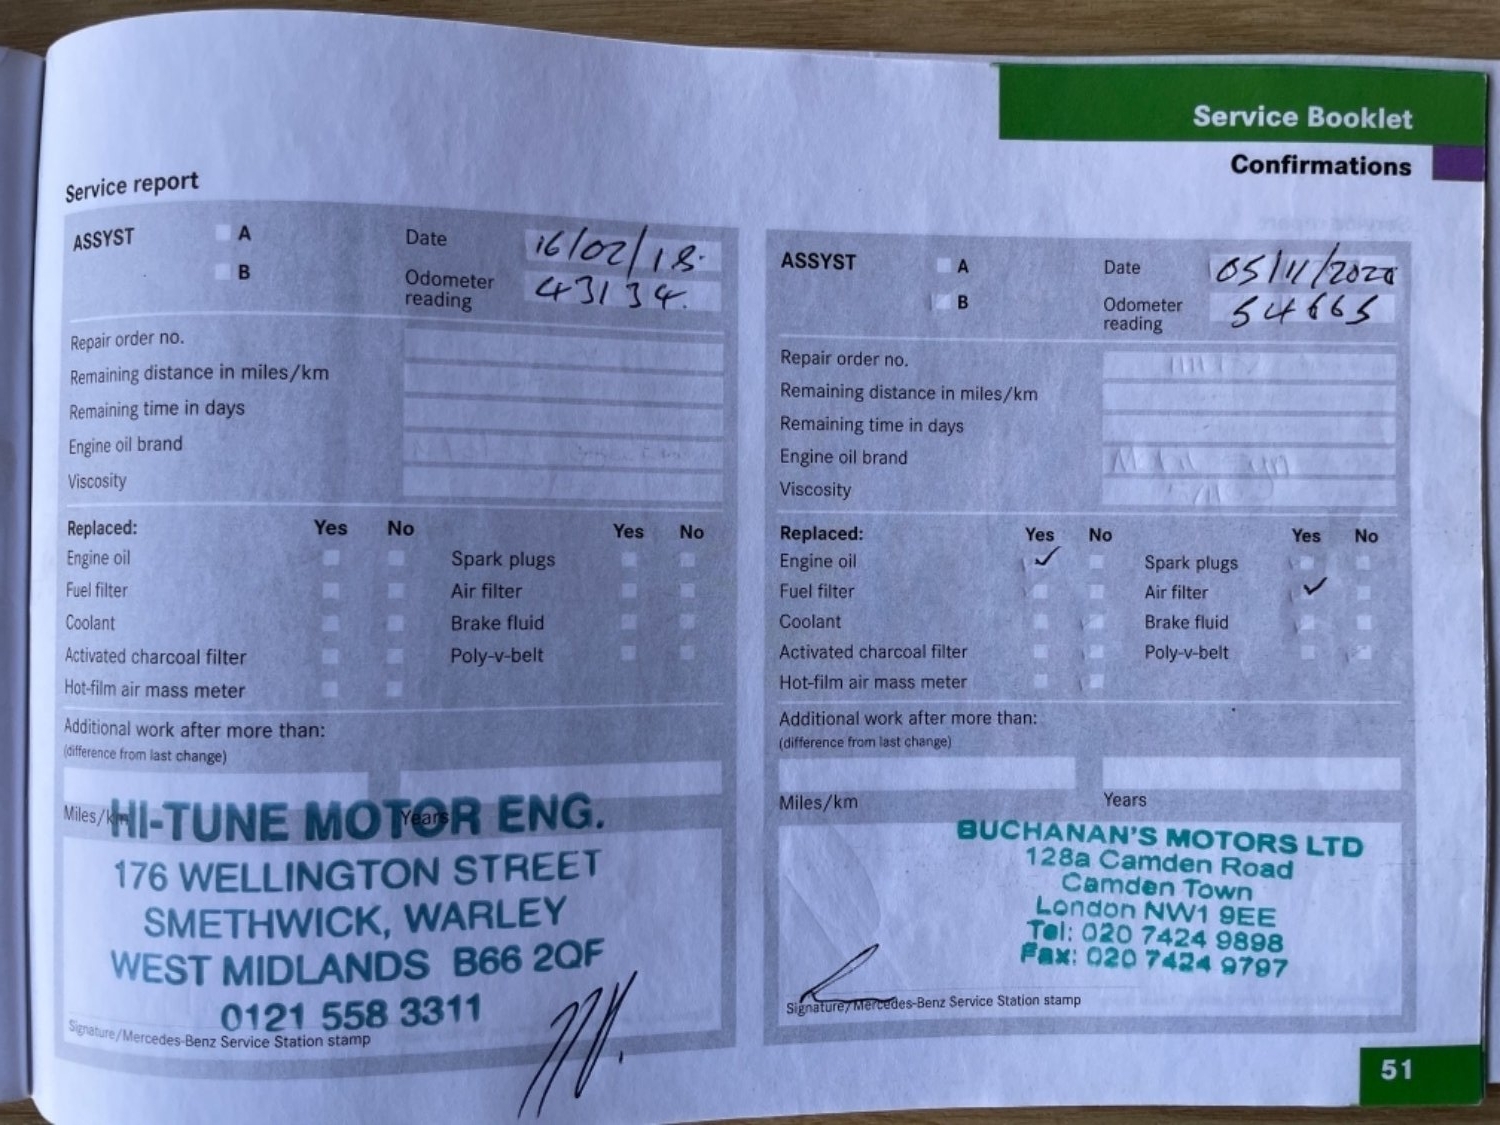 Service Booklet
Confirmations
Service report
ASSYST
A
B
Date
16/02/18.
Odometer
reading
43134.
Repair order no.
Remaining distance in miles/km
Remaining time in days
Engine oil brand
Viscosity
Replaced:
Yes No
Yes No
Engine oil
Spark plugs
Fuel filter
Air filter
Coolant
Brake fluid
Activated charcoal filter
Poly-v-belt
Hot-film air mass meter
Additional work after more than:
(difference from last change)
Miles/km
Years
HI-TUNE MOTOR ENG.
176 WELLINGTON STREET
SMETHWICK, WARLEY
WEST MIDLANDS B66 2QF
0121 558 3311
Signature/Mercedes-Benz Service Station stamp
ASSYST
A
B
Date
05/11/2020
Odometer
reading
54665
Repair order no.
Remaining distance in miles/km
Remaining time in days
Engine oil brand
Viscosity
Replaced:
Yes No
Yes No
Engine oil ✓
Spark plugs
Fuel filter
Air filter ✓
Coolant
Brake fluid
Activated charcoal filter
Poly-v-belt
Hot-film air mass meter
Additional work after more than:
(difference from last change)
Miles/km
Years
BUCHANAN'S MOTORS LTD
128a Camden Road
Camden Town
London NW1 9EE
Tel: 020 7424 9898
Fax: 020 7424 9797
Signature/Mercedes-Benz Service Station stamp
51